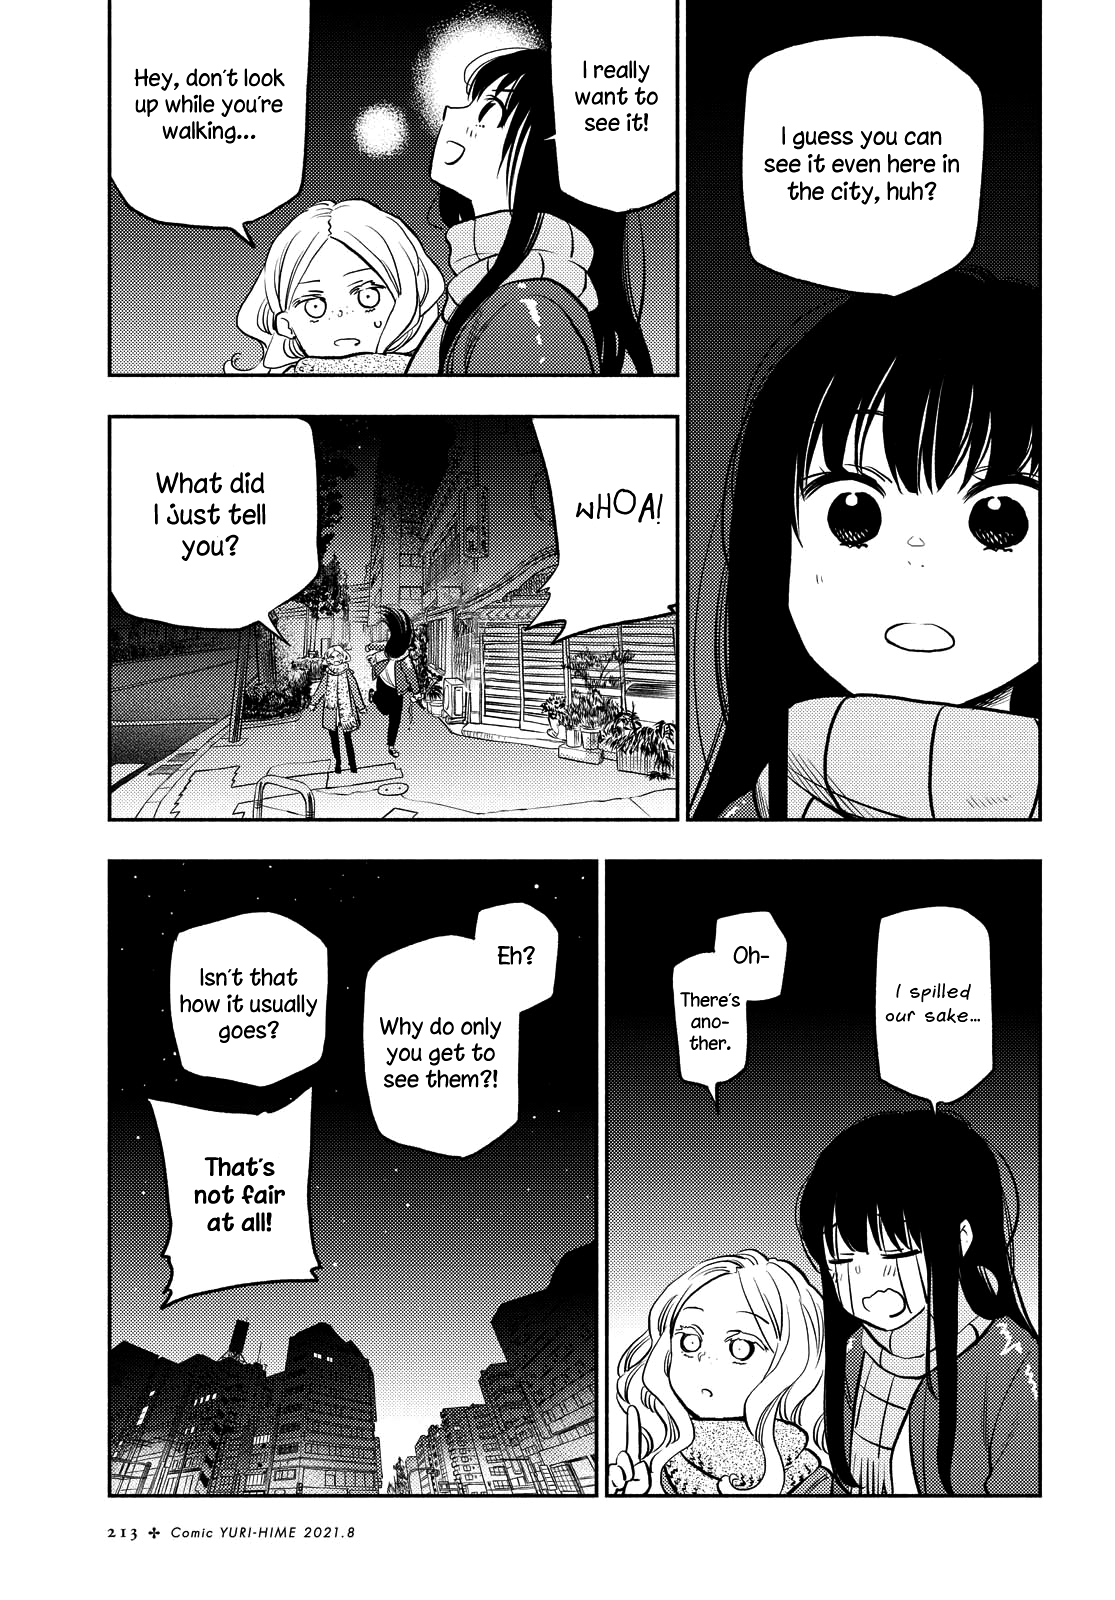 I guess you can
see it even here in
the city, huh?
I really
want to
see it!
Hey, don't look
up while you're
walking...
WHOA!
What did
I just tell
you?
I spilled
our sake...
Oh-
There's
ano-
ther.
Eh?
Why do only
you get to
see them?!
Isn't that
how it usually
goes?
That's
not fair
at all!
213 ✣ Comic YURI-HIME 2021.8